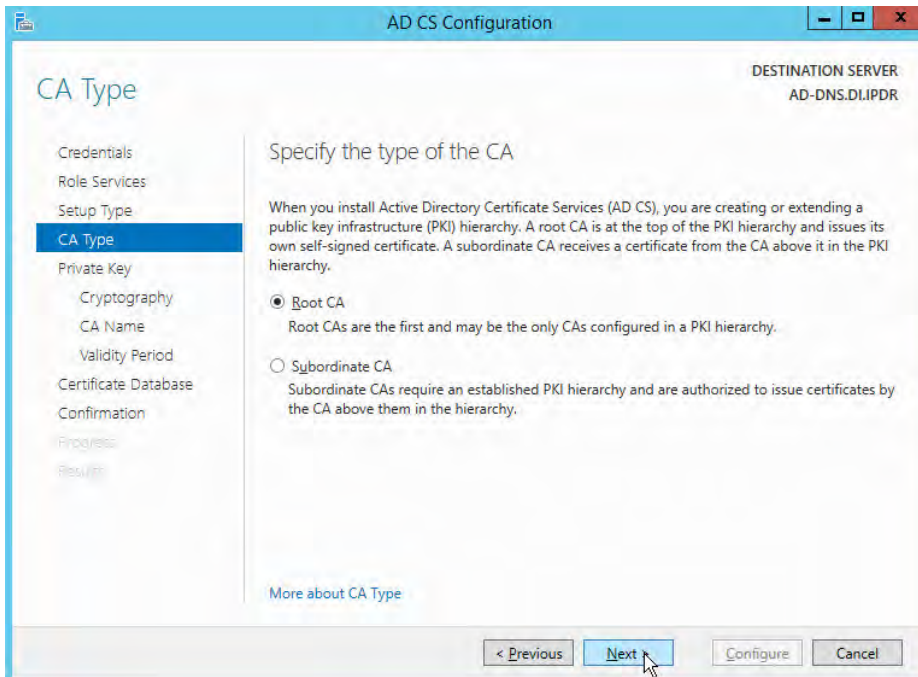 AD CS Configuration
CA Type
DESTINATION SERVER
AD-DNS.DI.IPDR
Credentials
Role Services
Setup Type
CA Type
Private Key
Cryptography
CA Name
Validity Period
Certificate Database
Confirmation
Progress
Results
Specify the type of the CA
When you install Active Directory Certificate Services (AD CS), you are creating or extending a
public key infrastructure (PKI) hierarchy. A root CA is at the top of the PKI hierarchy and issues its
own self-signed certificate. A subordinate CA receives a certificate from the CA above it in the PKI
hierarchy.
Root CA
Root CAs are the first and may be the only CAs configured in a PKI hierarchy.
Subordinate CA
Subordinate CAs require an established PKI hierarchy and are authorized to issue certificates by
the CA above them in the hierarchy.
More about CA Type
< Previous
Next >
Configure
Cancel